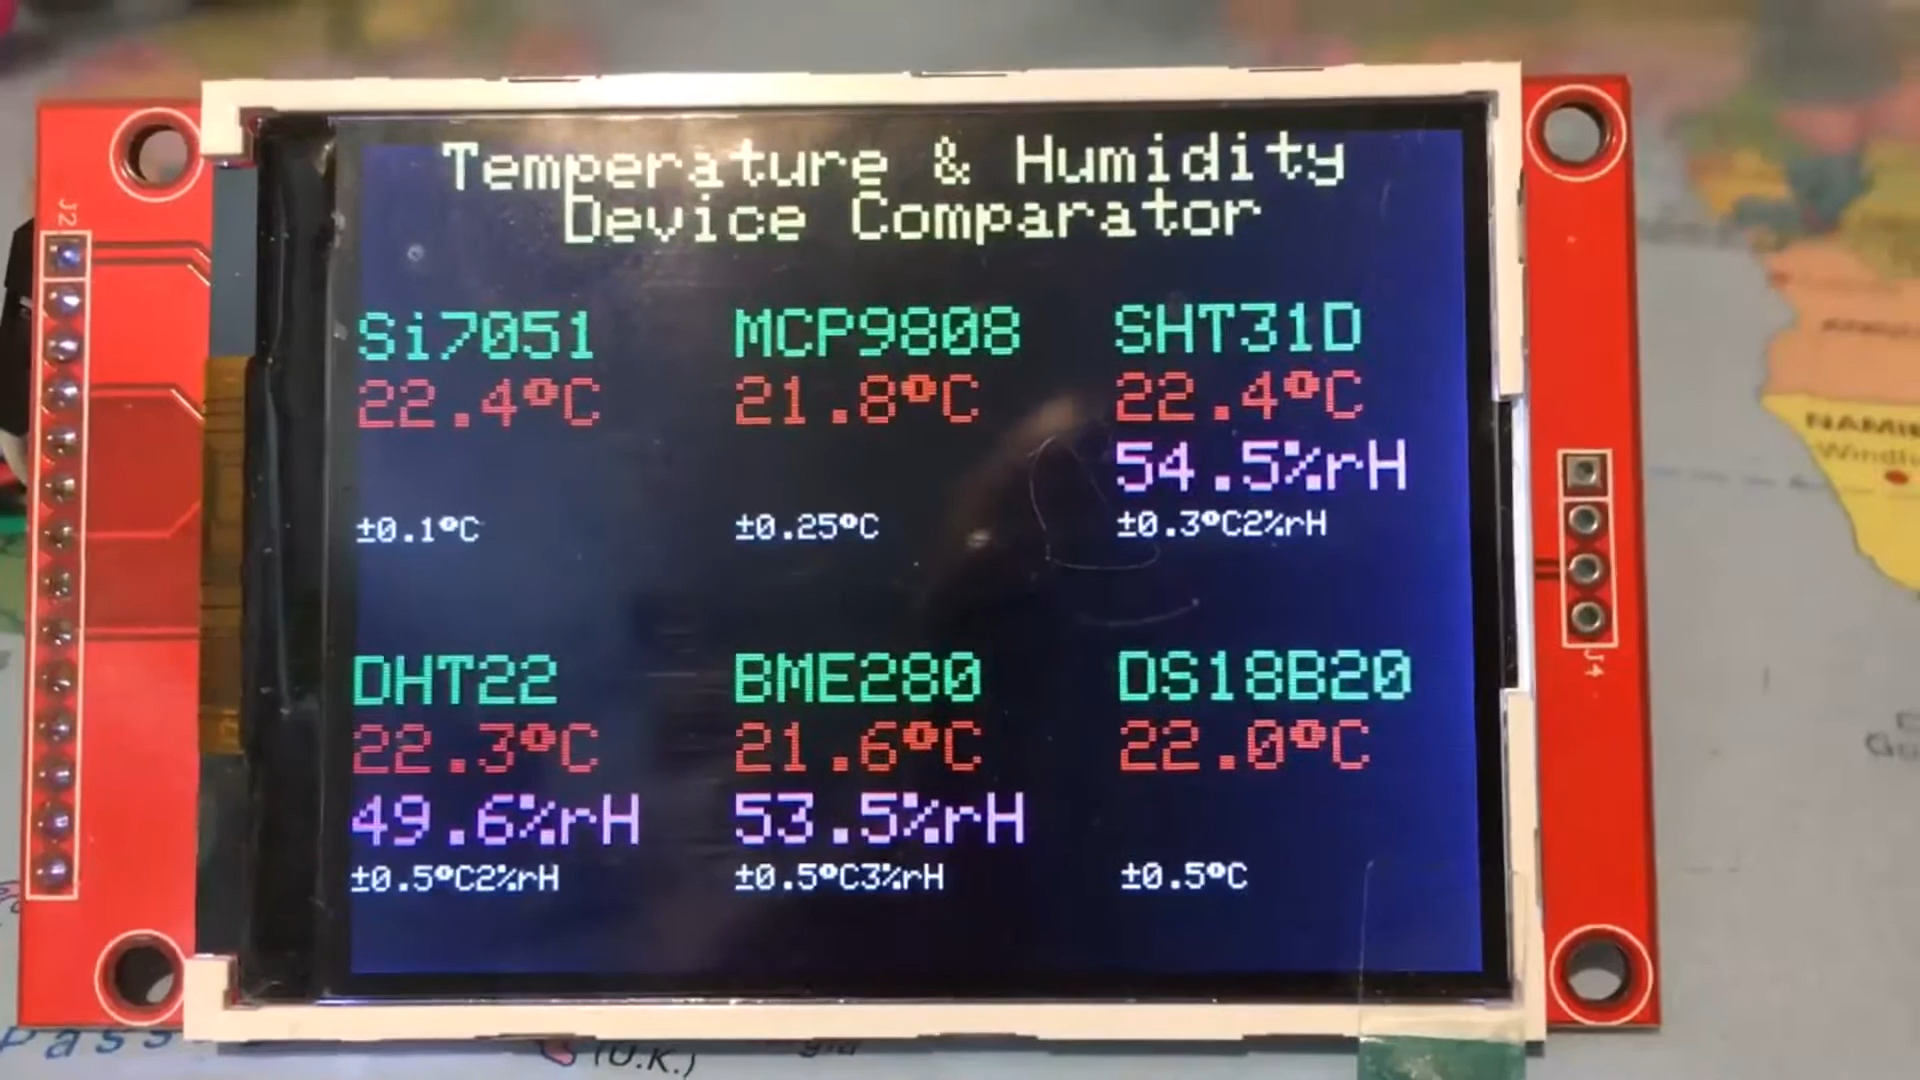 Temperature & Humidity
Device Comparator
Si7051 MCP9808 SHT31D
22.4°C 21.8°C 22.4°C
54.5%rH
±0.1°C ±0.25°C ±0.3°C2%rH
DHT22 BME280 DS18B20
22.3°C 21.6°C 22.0°C
49.6%rH 53.5%rH
±0.5°C2%rH ±0.5°C3%rH ±0.5°C
J2
J4
Pass
(U.K.)